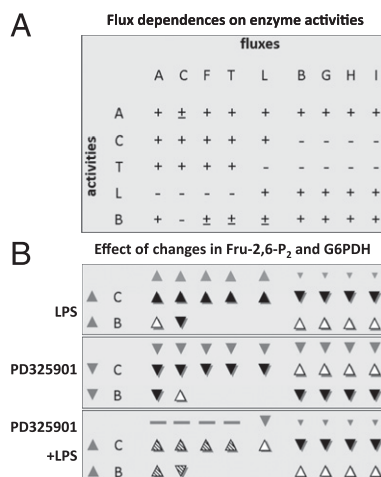 A
Flux dependences on enzyme activities
fluxes
A C F T L B G H I
activities
A + ± + + + + + +
C + + + + + - - - -
T + + + + - - - -
L - - - - + + + + +
B + - ± ± ± + + + +
B
Effect of changes in Fru-2,6-P₂ and G6PDH
LPS
C
B
PD325901
C
B
PD325901
+LPS
C
B